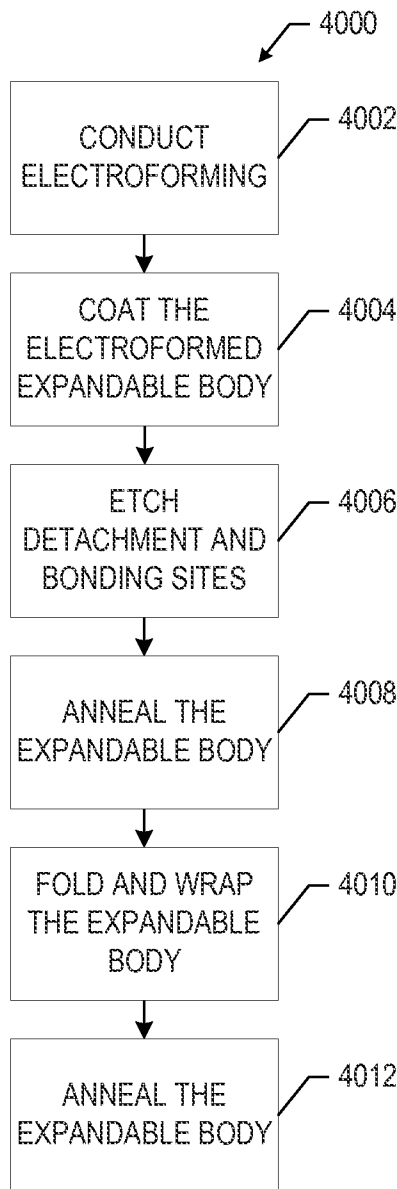 4000
CONDUCT
ELECTROFORMING
4002
COAT THE
ELECTROFORMED
EXPANDABLE BODY
4004
ETCH
DETACHMENT AND
BONDING SITES
4006
ANNEAL THE
EXPANDABLE BODY
4008
FOLD AND WRAP
THE EXPANDABLE
BODY
4010
ANNEAL THE
EXPANDABLE BODY
4012